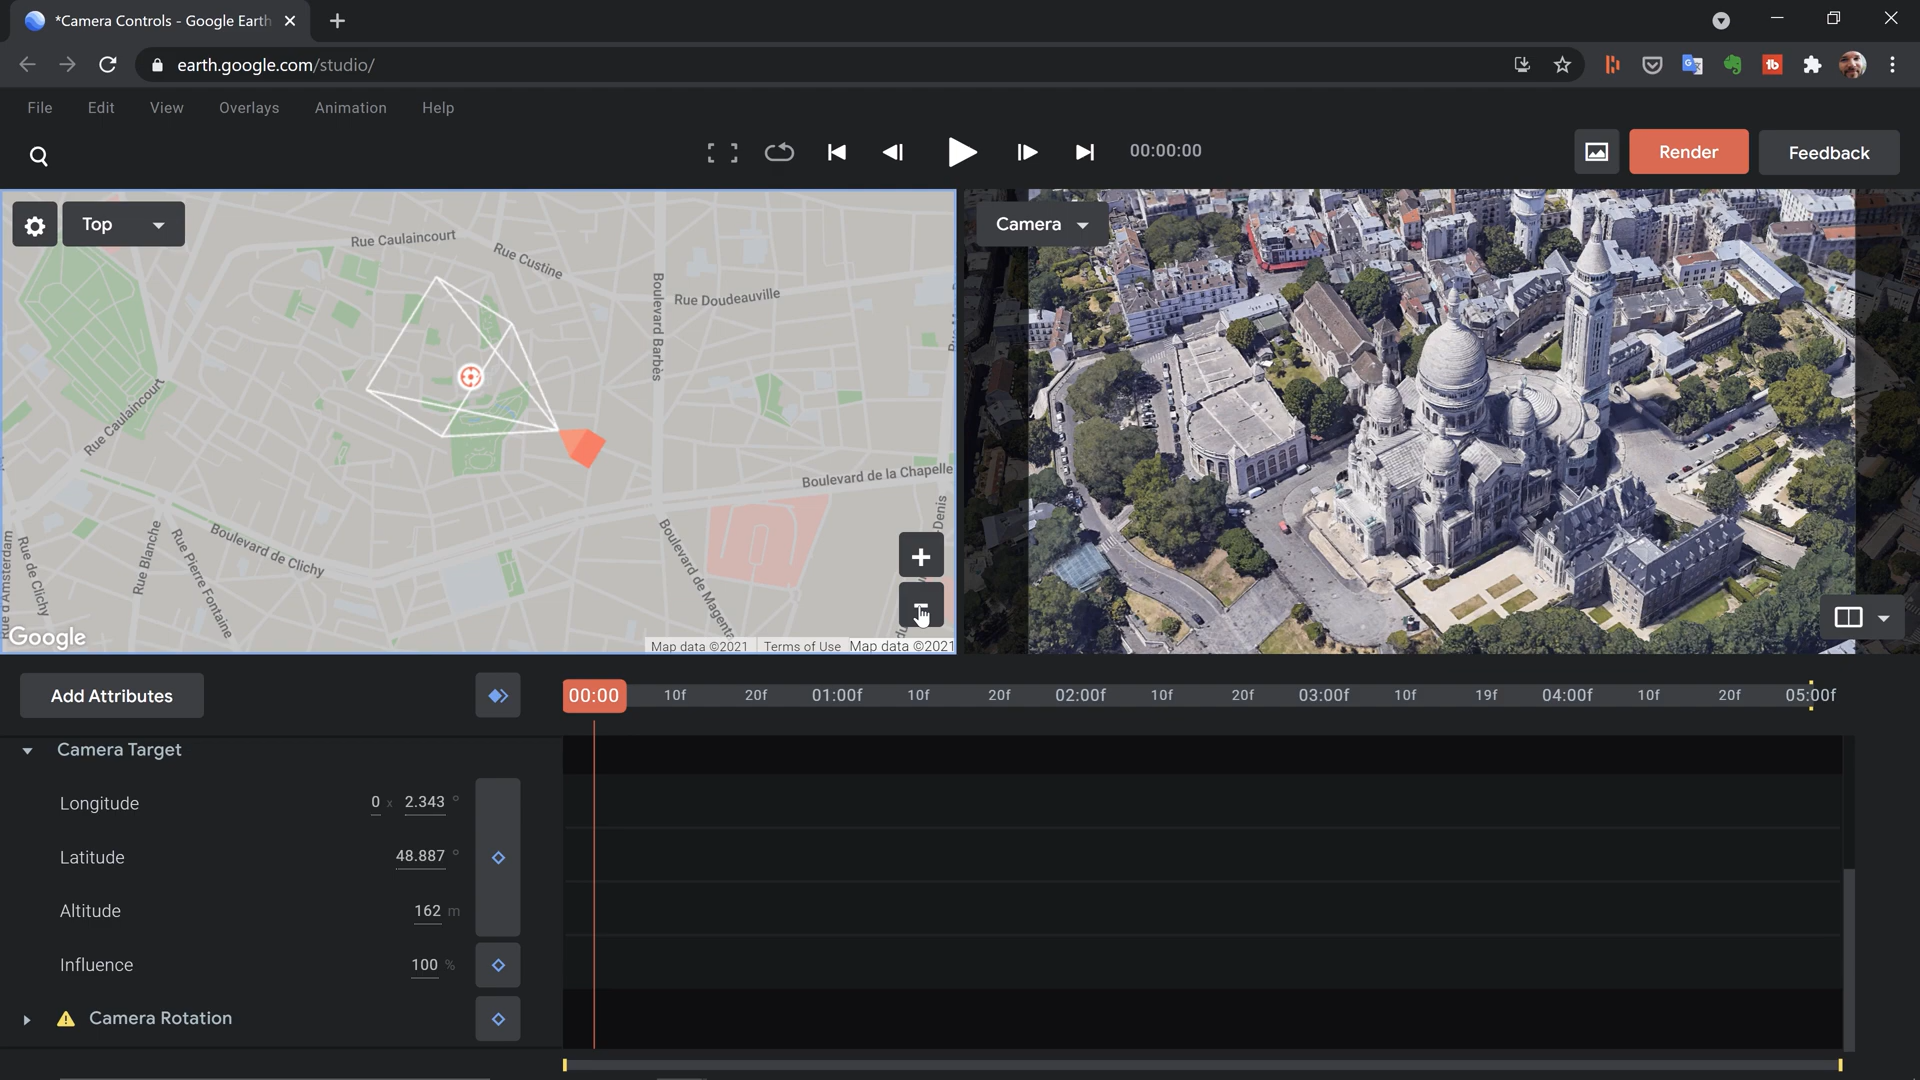 *Camera Controls - Google Earth
earth.google.com/studio/
File Edit View Overlays Animation Help
00:00:00
Render
Feedback
Top
Camera
Rue Caulaincourt
Rue Custine
Rue Doudeauville
Boulevard Barbès
Rue Caulaincourt
Boulevard de la Chapelle
Boulevard de Clichy
Rue Blanche
Rue Pierre Fontaine
Rue de Clichy
Rue d'Amsterdam
Boulevard de Magenta
Denis
Google
Map data ©2021 Terms of Use Map data ©2021
Add Attributes
00:00 10f 20f 01:00f 10f 20f 02:00f 10f 20f 03:00f 10f 19f 04:00f 10f 20f 05:00f
Camera Target
Longitude 0 x 2.343 °
Latitude 48.887 °
Altitude 162 m
Influence 100 %
Camera Rotation